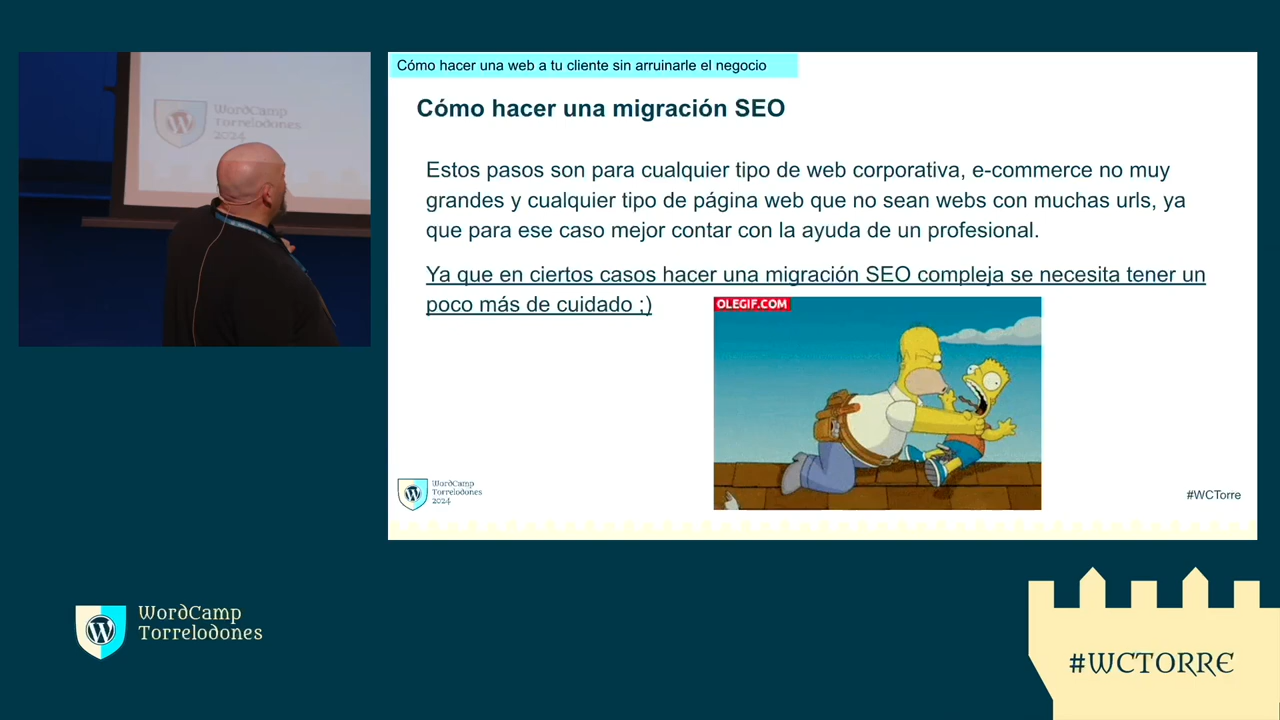 WordCamp
Torrelodones
2024
Cómo hacer una web a tu cliente sin arruinarle el negocio
Cómo hacer una migración SEO
Estos pasos son para cualquier tipo de web corporativa, e-commerce no muy
grandes y cualquier tipo de página web que no sean webs con muchas urls, ya
que para ese caso mejor contar con la ayuda de un profesional.
Ya que en ciertos casos hacer una migración SEO compleja se necesita tener un
poco más de cuidado ;)
OLEGIF.COM
WordCamp
Torrelodones
2024
#WCTorre
WordCamp
Torrelodones
#WCTORRE